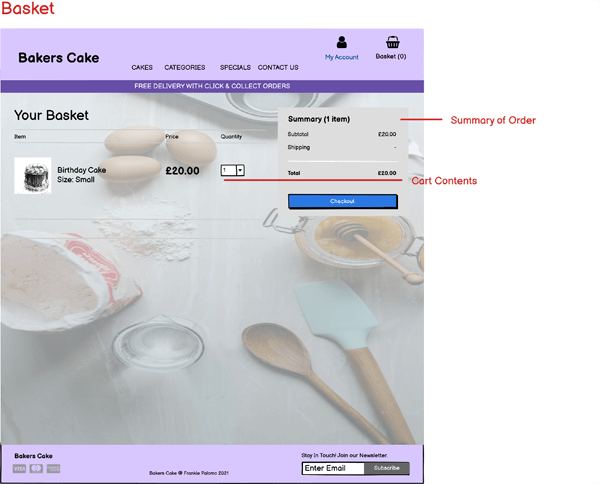 Basket
Bakers Cake
CAKES CATEGORIES SPECIALS CONTACT US
My Account
Basket (0)
FREE DELIVERY WITH CLICK & COLLECT ORDERS
Your Basket
Item Price Quantity
Birthday Cake
Size: Small
£20.00
1
Summary (1 item)
Subtotal £20.00
Shipping -
Total £20.00
Checkout
Summary of Order
Cart Contents
Bakers Cake
VISA
Bakers Cake @ Frankie Palomo 2021
Stay In Touch! Join our Newsletter.
Enter Email Subscribe